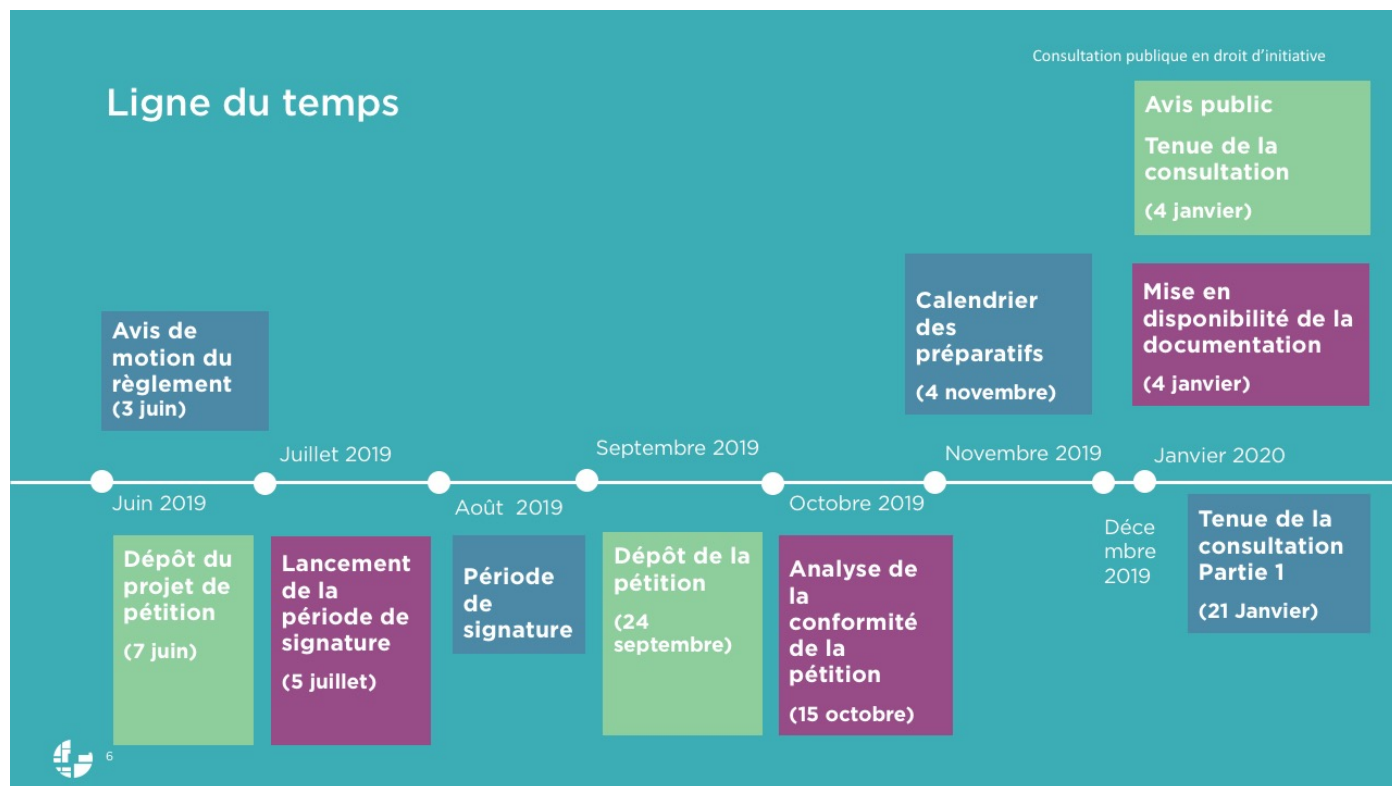 Consultation publique en droit d’initiative
Ligne du temps
Avis public
Tenue de la
consultation
(4 janvier)
Calendrier
des
préparatifs
(4 novembre)
Mise en
disponibilité de la
documentation
(4 janvier)
Avis de
motion du
règlement
(3 juin)
Juillet 2019
Septembre 2019
Novembre 2019
Janvier 2020
Juin 2019
Août 2019
Octobre 2019
Déce
mbre
2019
Dépôt du
projet de
pétition
(7 juin)
Lancement
de la
période de
signature
(5 juillet)
Période
de
signature
Dépôt de la
pétition
(24
septembre)
Analyse de
la
conformité
de la
pétition
(15 octobre)
Tenue de la
consultation
Partie 1
(21 Janvier)
6